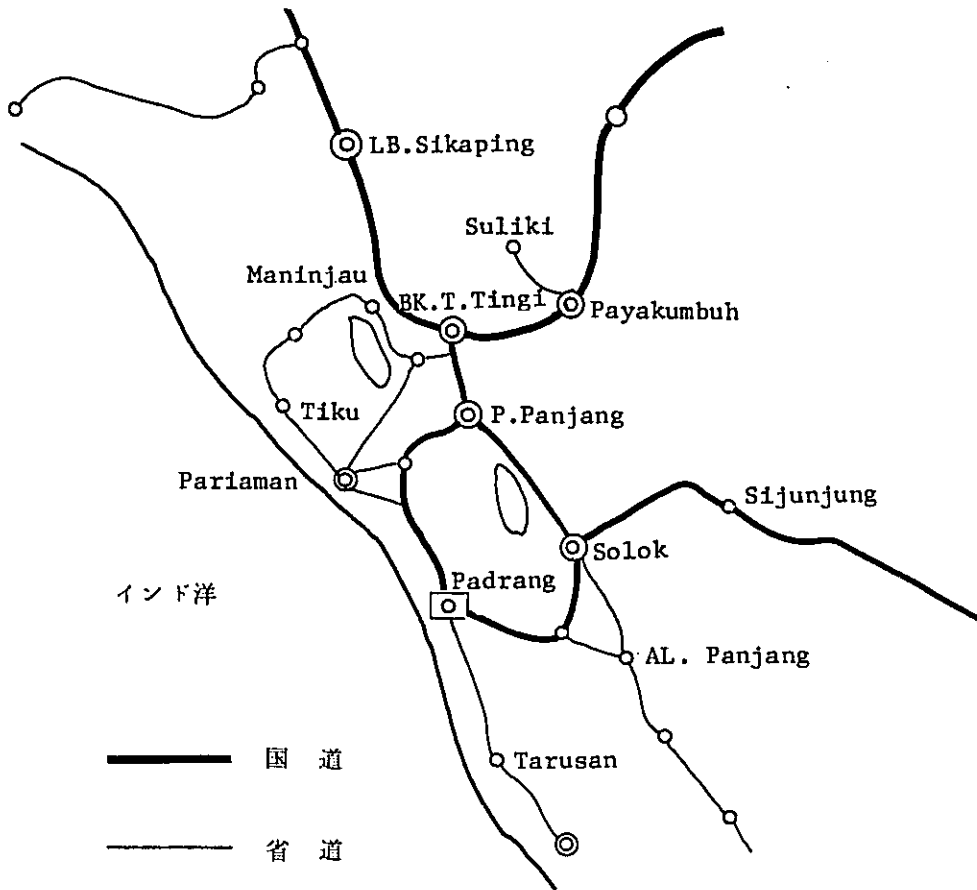 LB.Sikaping
Suliki
Maninjau
BK.T.Tingi
Payakumbuh
Tiku
P.Panjang
Pariaman
Sijunjung
Solok
Padrang
インド洋
AL. Panjang
Tarusan
国道
省道